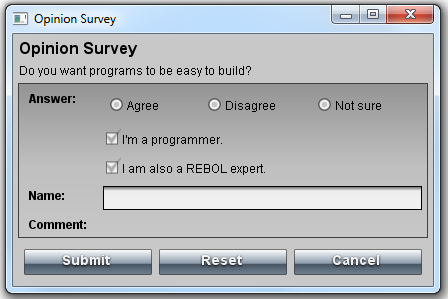 Opinion Survey
Opinion Survey
Do you want programs to be easy to build?
Answer: Agree Disagree Not sure
I'm a programmer.
I am also a REBOL expert.
Name:
Comment:
Submit Reset Cancel